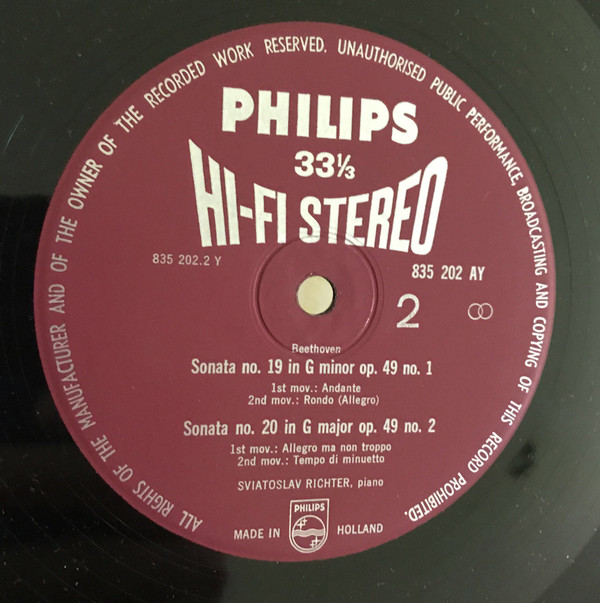 ALL RIGHTS OF THE MANUFACTURER AND OF THE OWNER OF THE RECORDED WORK RESERVED. UNAUTHORISED PUBLIC PERFORMANCE, BROADCASTING AND COPYING OF THIS RECORD PROHIBITED.
PHILIPS
33⅓
HI-FI STEREO
835 202.2 Y
835 202 AY
2
Beethoven
Sonata no. 19 in G minor op. 49 no. 1
1st mov.: Andante
2nd mov.: Rondo (Allegro)
Sonata no. 20 in G major op. 49 no. 2
1st mov.: Allegro ma non troppo
2nd mov.: Tempo di minuetto
SVIATOSLAV RICHTER, piano
PHILIPS
MADE IN HOLLAND